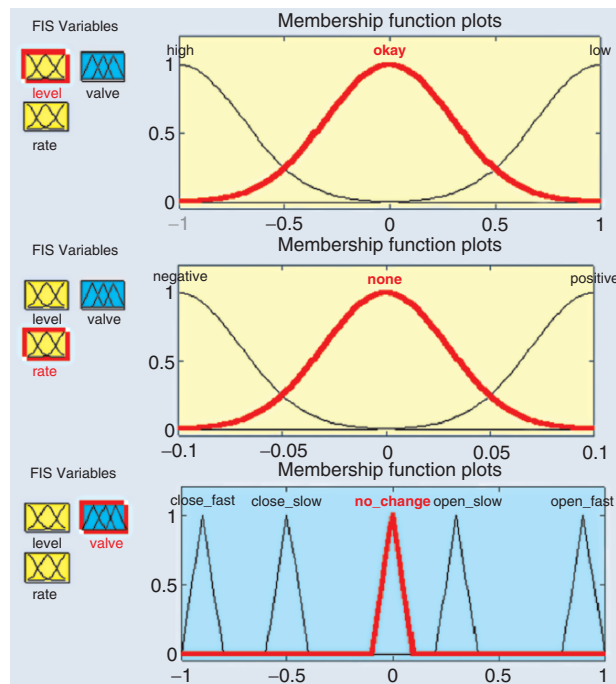 FIS Variables
level
valve
rate
Membership function plots
high
okay
low
1
0.5
0
−1
−0.5
0
0.5
1
FIS Variables
level
valve
rate
Membership function plots
negative
none
positive
1
0.5
0
−0.1
−0.05
0
0.05
0.1
FIS Variables
level
valve
rate
Membership function plots
close_fast
close_slow
no_change
open_slow
open_fast
1
0.5
0
−1
−0.5
0
0.5
1